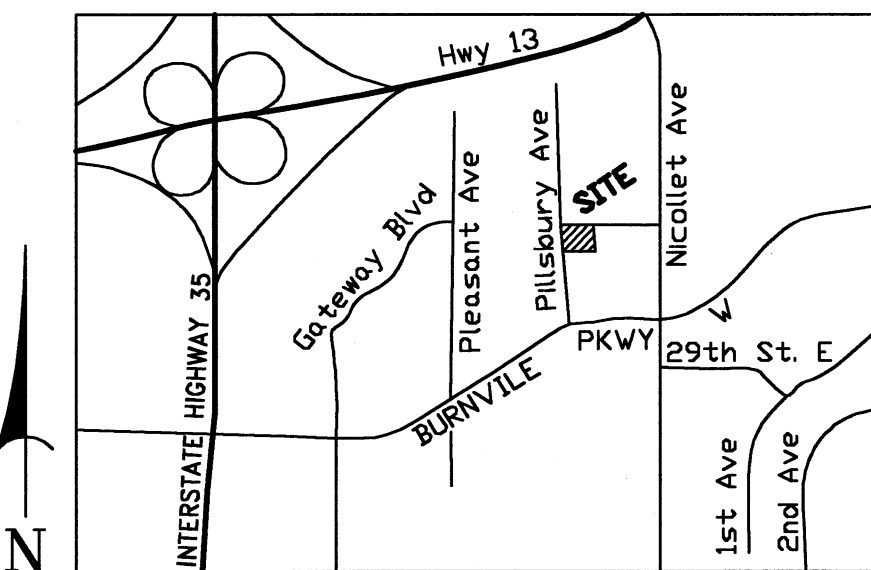 Hwy 13
Nicollet Ave
Pillsbury Ave
SITE
Pleasant Ave
Gateway Blvd
INTERSTATE HIGHWAY 35
BURNVILE
PKWY
W
29th St. E
1st Ave
2nd Ave
N